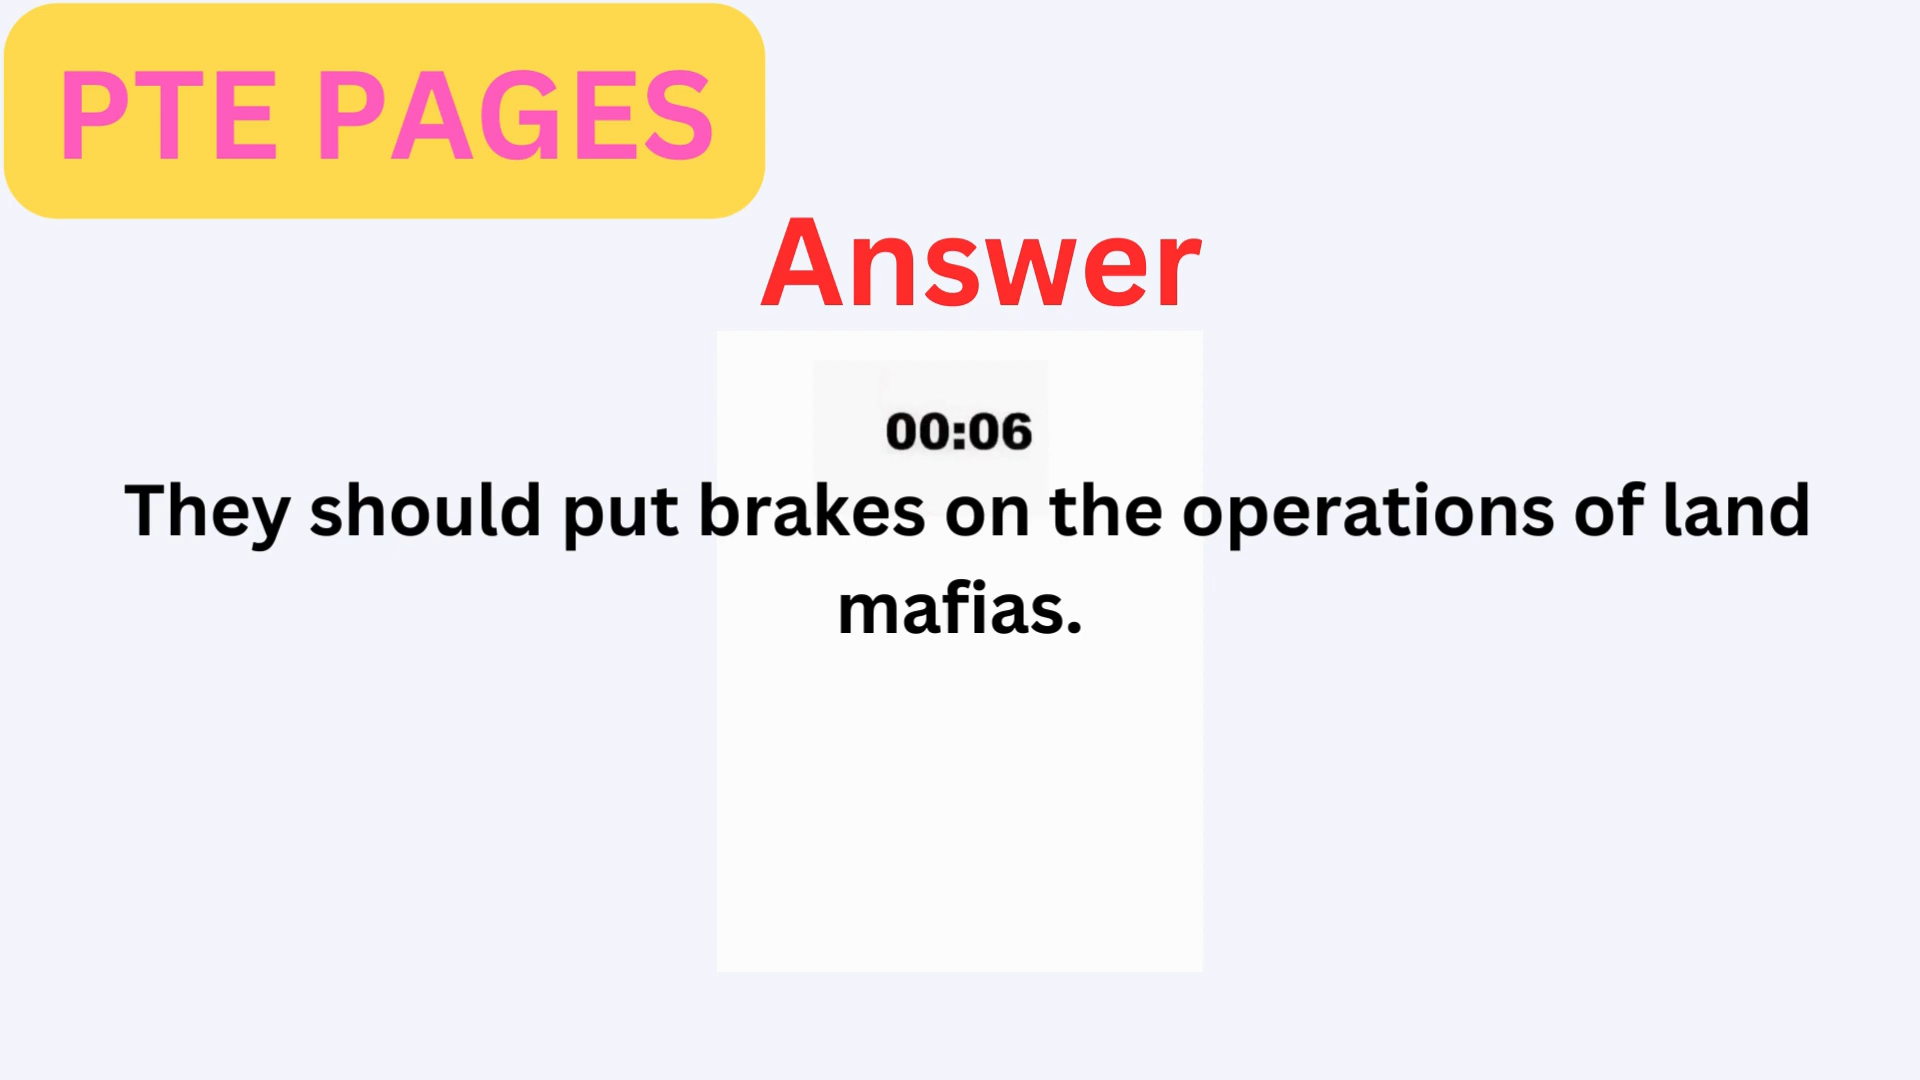 PTE PAGES
Answer
00:06
They should put brakes on the operations of land
mafias.